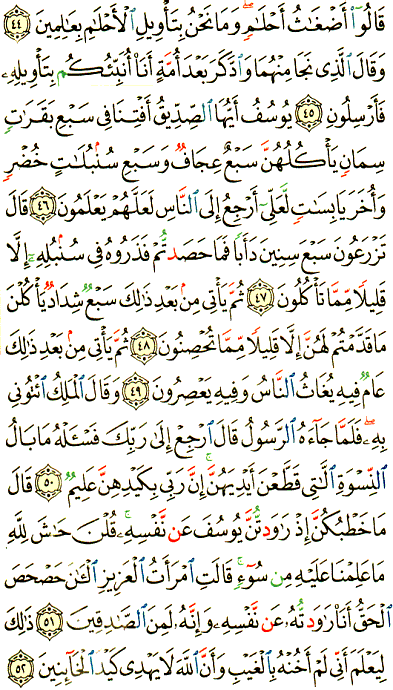 قَالُوٓا۟ أَضْغَٰثُ أَحْلَٰمٍۢ ۖ وَمَا نَحْنُ بِتَأْوِيلِ ٱلْأَحْلَٰمِ بِعَٰلِمِينَ ﴿٤٤﴾
وَقَالَ ٱلَّذِى نَجَا مِنْهُمَا وَٱدَّكَرَ بَعْدَ أُمَّةٍ أَنَا۠ أُنَبِّئُكُم بِتَأْوِيلِهِۦ
فَأَرْسِلُونِ ﴿٤٥﴾ يُوسُفُ أَيُّهَا ٱلصِّدِّيقُ أَفْتِنَا فِى سَبْعِ بَقَرَٰتٍۢ
سِمَانٍۢ يَأْكُلُهُنَّ سَبْعٌ عِجَافٌۭ وَسَبْعِ سُنۢبُلَٰتٍ خُضْرٍۢ
وَأُخَرَ يَابِسَٰتٍۢ لَّعَلِّىٓ أَرْجِعُ إِلَى ٱلنَّاسِ لَعَلَّهُمْ يَعْلَمُونَ ﴿٤٦﴾ قَالَ
تَزْرَعُونَ سَبْعَ سِنِينَ دَأَبًۭا فَمَا حَصَدتُّمْ فَذَرُوهُ فِى سُنۢبُلِهِۦٓ إِلَّا
قَلِيلًۭا مِّمَّا تَأْكُلُونَ ﴿٤٧﴾ ثُمَّ يَأْتِى مِنۢ بَعْدِ ذَٰلِكَ سَبْعٌۭ شِدَادٌۭ يَأْكُلْنَ
مَا قَدَّمْتُمْ لَهُنَّ إِلَّا قَلِيلًۭا مِّمَّا تُحْصِنُونَ ﴿٤٨﴾ ثُمَّ يَأْتِى مِنۢ بَعْدِ ذَٰلِكَ
عَامٌۭ فِيهِ يُغَاثُ ٱلنَّاسُ وَفِيهِ يَعْصِرُونَ ﴿٤٩﴾ وَقَالَ ٱلْمَلِكُ ٱئْتُونِى
بِهِۦ ۖ فَلَمَّا جَآءَهُ ٱلرَّسُولُ قَالَ ٱرْجِعْ إِلَىٰ رَبِّكَ فَسْـَٔلْهُ مَا بَالُ
ٱلنِّسْوَةِ ٱلَّٰتِى قَطَّعْنَ أَيْدِيَهُنَّ ۚ إِنَّ رَبِّى بِكَيْدِهِنَّ عَلِيمٌۭ ﴿٥٠﴾ قَالَ
مَا خَطْبُكُنَّ إِذْ رَٰوَدتُّنَّ يُوسُفَ عَن نَّفْسِهِۦ ۚ قُلْنَ حَٰشَ لِلَّهِ
مَا عَلِمْنَا عَلَيْهِ مِن سُوٓءٍۢ ۚ قَالَتِ ٱمْرَأَتُ ٱلْعَزِيزِ ٱلْـَٰٔنَ حَصْحَصَ
ٱلْحَقُّ أَنَا۠ رَٰوَدتُّهُۥ عَن نَّفْسِهِۦ وَإِنَّهُۥ لَمِنَ ٱلصَّٰدِقِينَ ﴿٥١﴾ ذَٰلِكَ
لِيَعْلَمَ أَنِّى لَمْ أَخُنْهُ بِٱلْغَيْبِ وَأَنَّ ٱللَّهَ لَا يَهْدِى كَيْدَ ٱلْخَآئِنِينَ ﴿٥٢﴾